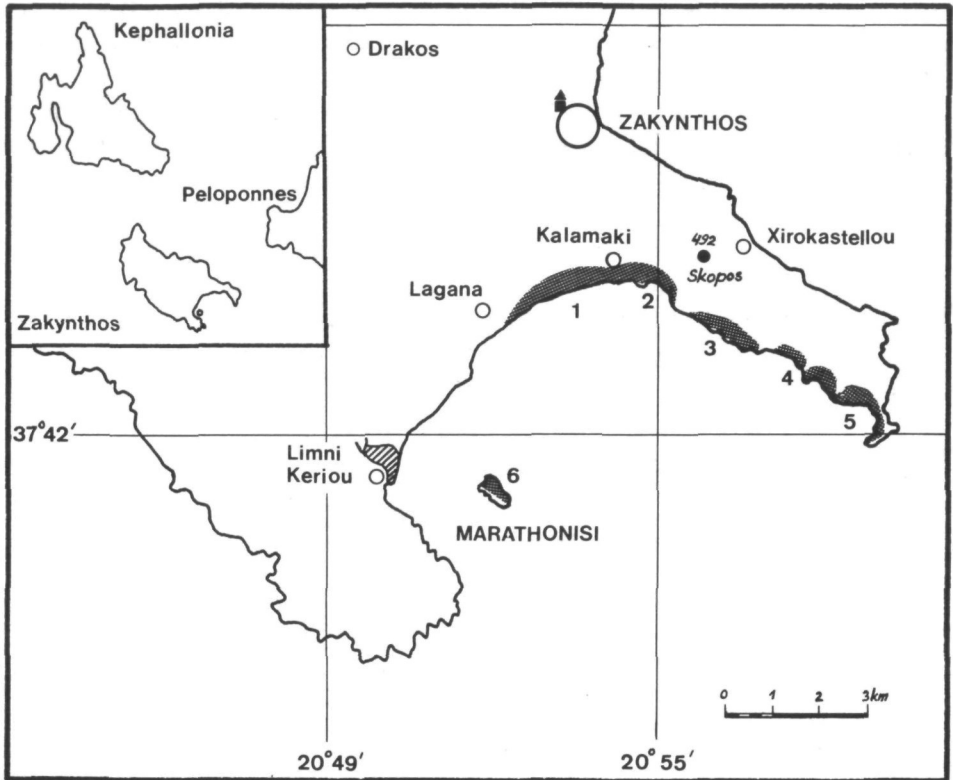 Kephallonia
Peloponnes
Zakynthos
Drakos
ZAKYNTHOS
Kalamaki
492
Skopos
Xirokastellou
Lagana
1
2
3
4
5
37°42′
Limni
Keriou
6
MARATHONISI
0 1 2 3km
20°49′
20°55′